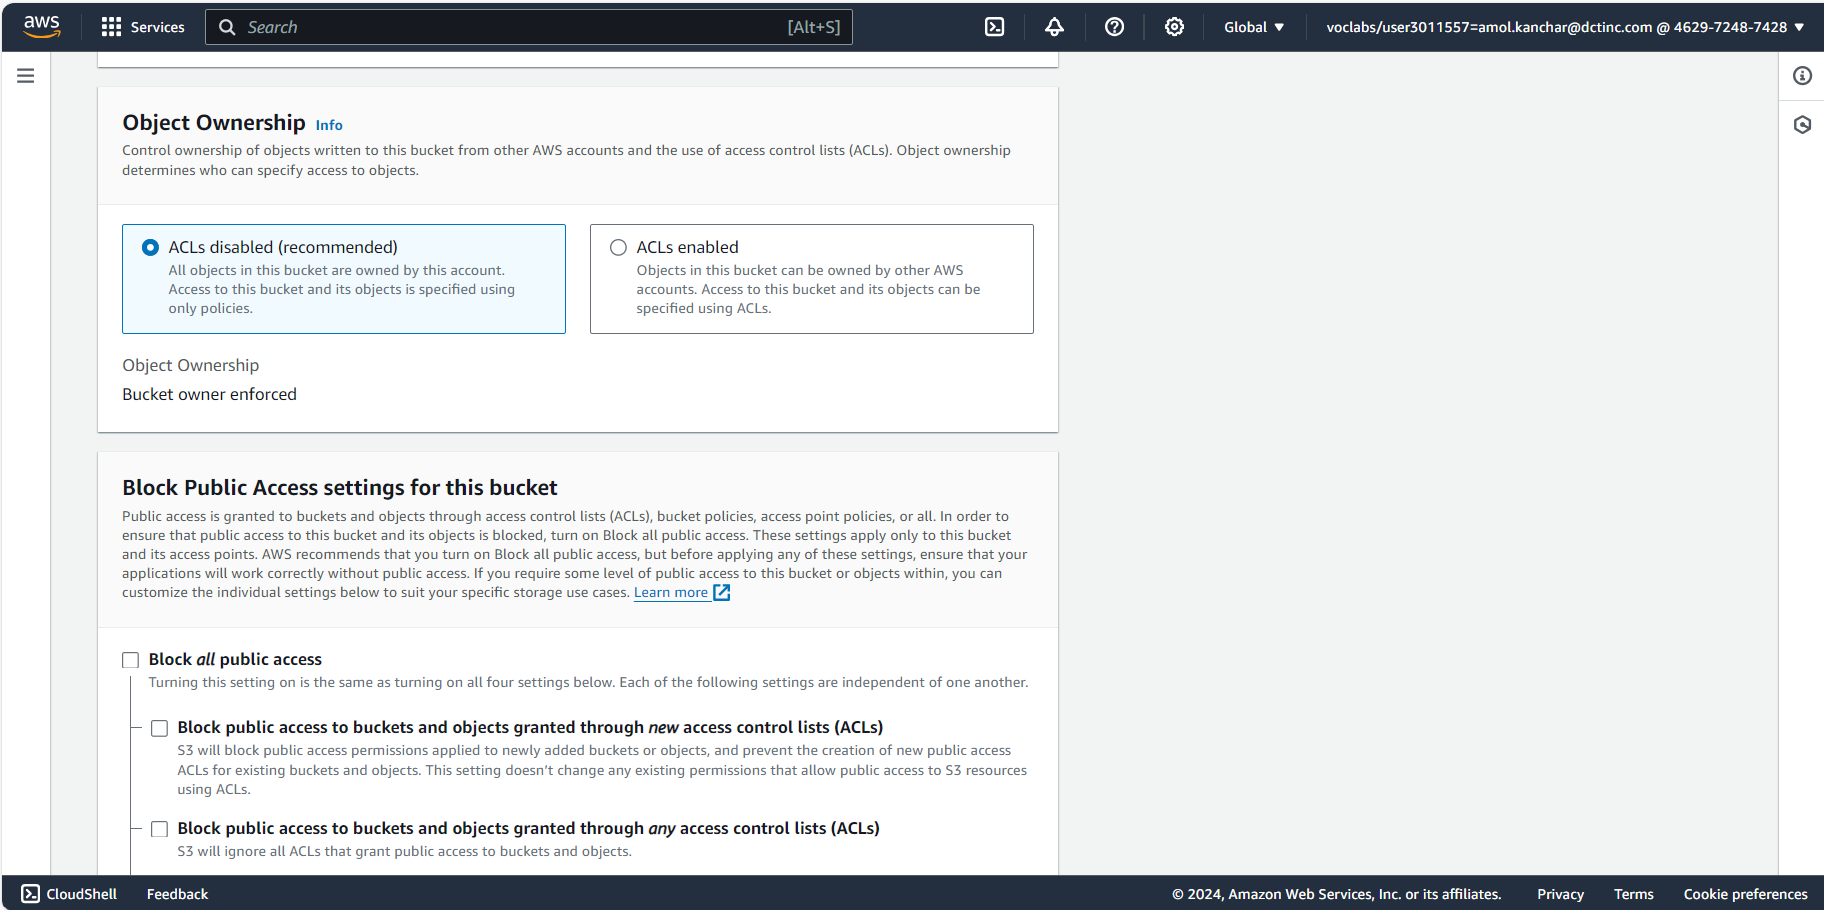 aws
Services
Search
[Alt+S]
Global
voclabs/user3011557=amol.kanchar@dctinc.com @ 4629-7248-7428
Object Ownership Info
Control ownership of objects written to this bucket from other AWS accounts and the use of access control lists (ACLs). Object ownership
determines who can specify access to objects.
ACLs disabled (recommended)
All objects in this bucket are owned by this account.
Access to this bucket and its objects is specified using
only policies.
ACLs enabled
Objects in this bucket can be owned by other AWS
accounts. Access to this bucket and its objects can be
specified using ACLs.
Object Ownership
Bucket owner enforced
Block Public Access settings for this bucket
Public access is granted to buckets and objects through access control lists (ACLs), bucket policies, access point policies, or all. In order to
ensure that public access to this bucket and its objects is blocked, turn on Block all public access. These settings apply only to this bucket
and its access points. AWS recommends that you turn on Block all public access, but before applying any of these settings, ensure that your
applications will work correctly without public access. If you require some level of public access to this bucket or objects within, you can
customize the individual settings below to suit your specific storage use cases. Learn more
Block all public access
Turning this setting on is the same as turning on all four settings below. Each of the following settings are independent of one another.
Block public access to buckets and objects granted through new access control lists (ACLs)
S3 will block public access permissions applied to newly added buckets or objects, and prevent the creation of new public access
ACLs for existing buckets and objects. This setting doesn't change any existing permissions that allow public access to S3 resources
using ACLs.
Block public access to buckets and objects granted through any access control lists (ACLs)
S3 will ignore all ACLs that grant public access to buckets and objects.
CloudShell
Feedback
© 2024, Amazon Web Services, Inc. or its affiliates.
Privacy
Terms
Cookie preferences